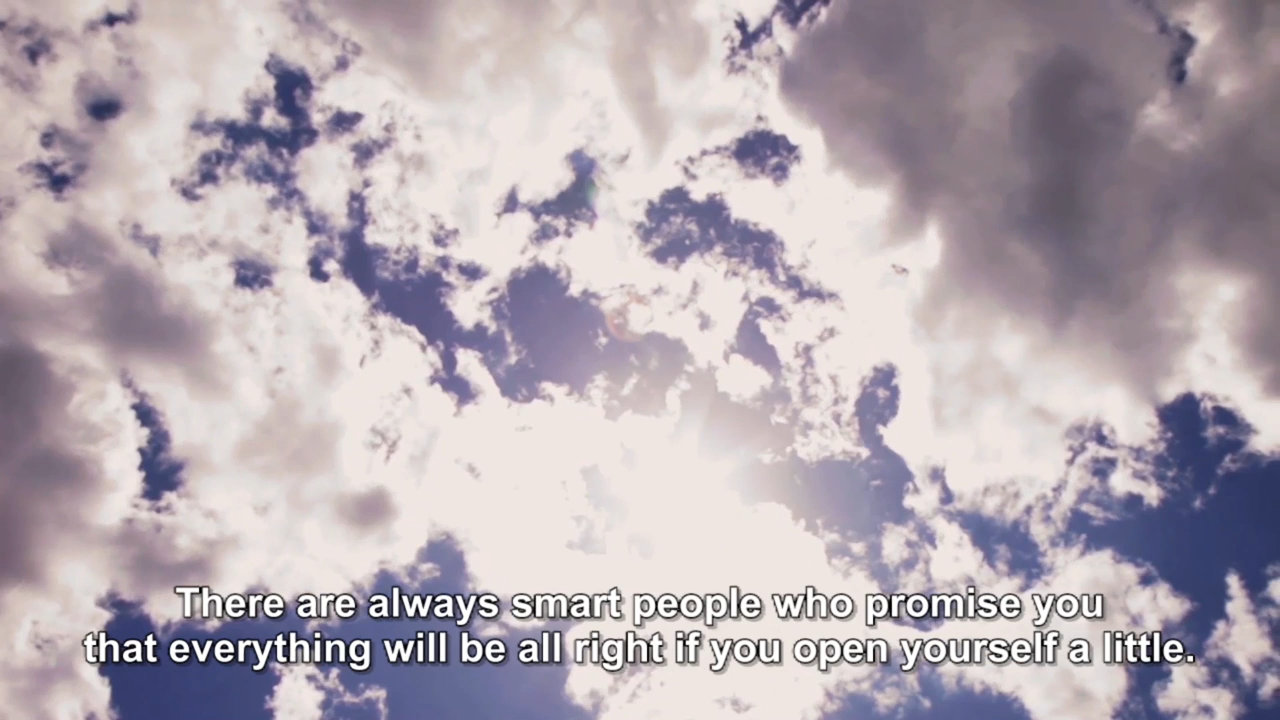 There are always smart people who promise you
that everything will be all right if you open yourself a little.